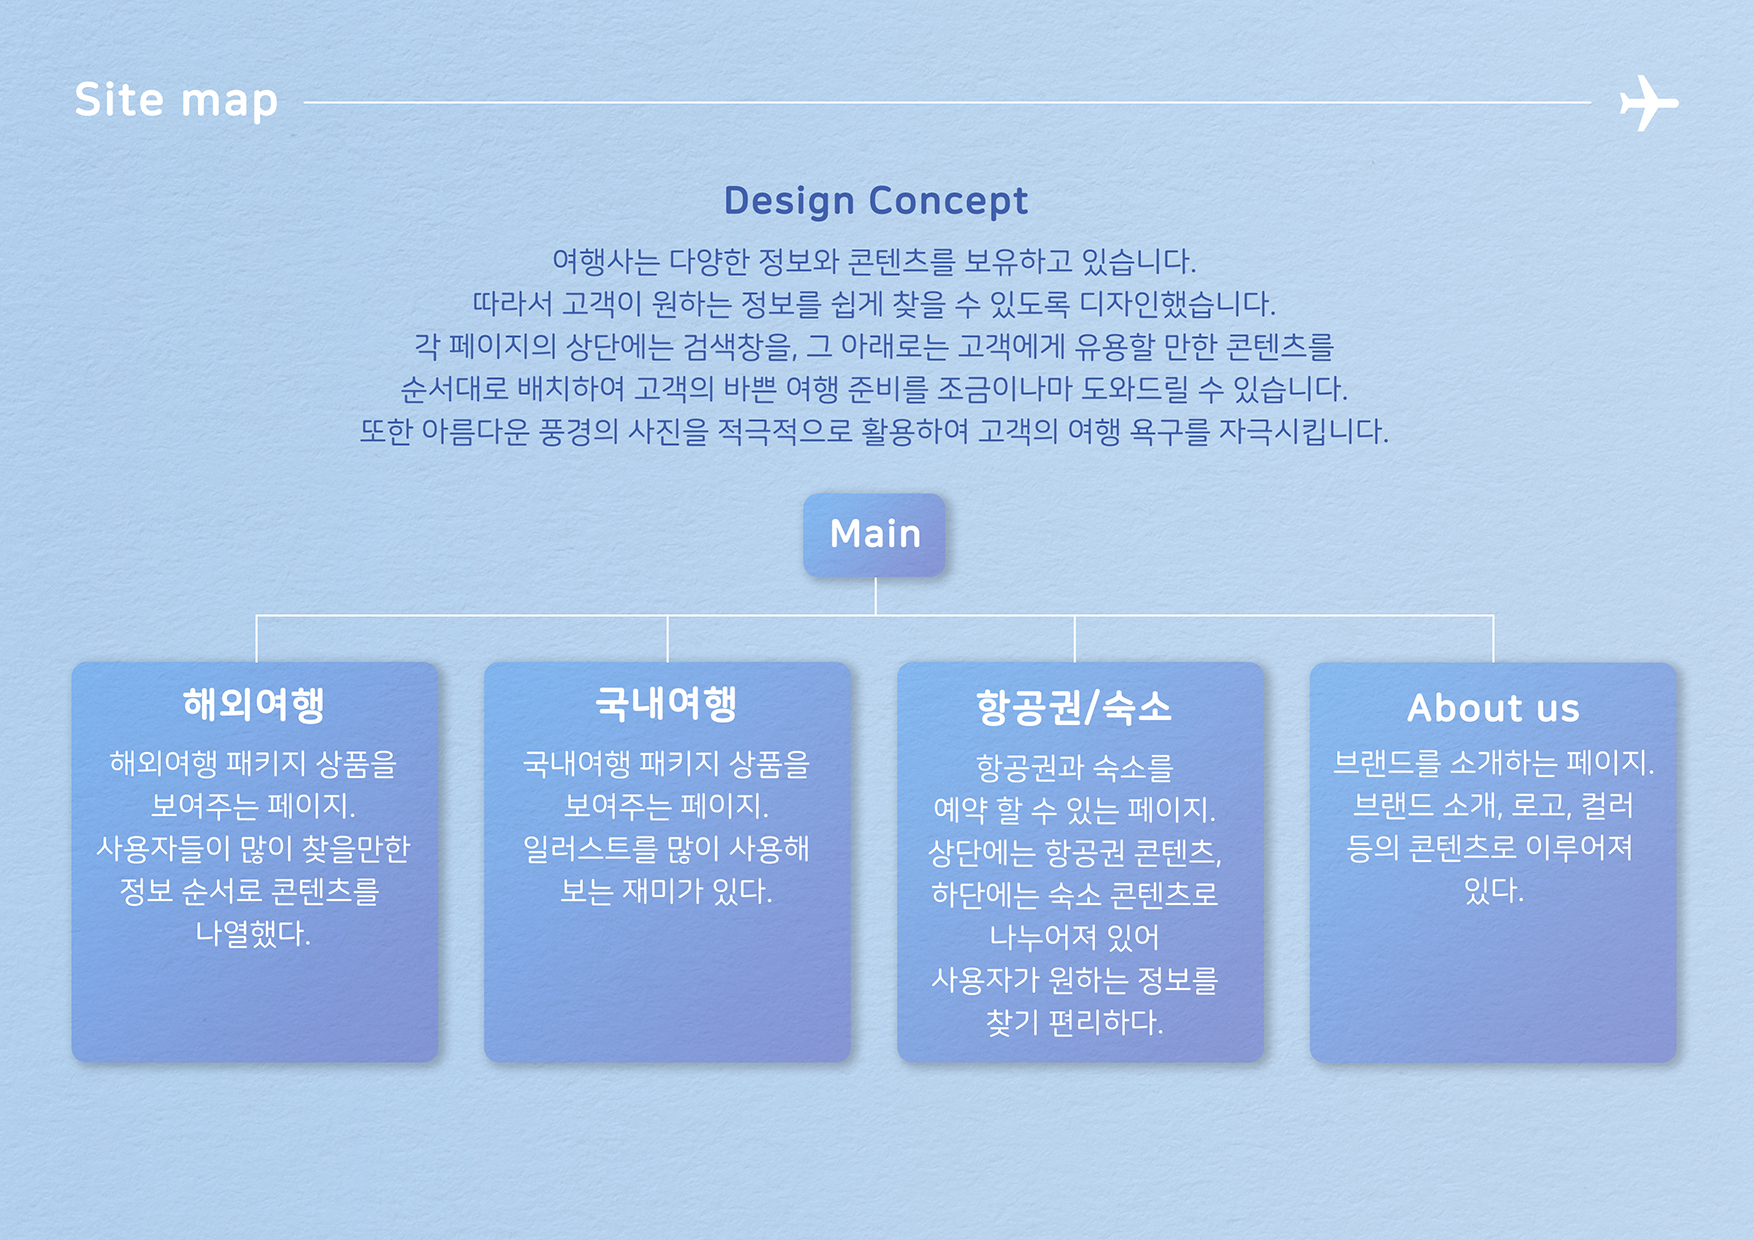 Site map
Design Concept
여행사는 다양한 정보와 콘텐츠를 보유하고 있습니다.
따라서 고객이 원하는 정보를 쉽게 찾을 수 있도록 디자인했습니다.
각 페이지의 상단에는 검색창을, 그 아래로는 고객에게 유용할 만한 콘텐츠를
순서대로 배치하여 고객의 바쁜 여행 준비를 조금이나마 도와드릴 수 있습니다.
또한 아름다운 풍경의 사진을 적극적으로 활용하여 고객의 여행 욕구를 자극시킵니다.
Main
해외여행
해외여행 패키지 상품을
보여주는 페이지.
사용자들이 많이 찾을만한
정보 순서로 콘텐츠를
나열했다.
국내여행
국내여행 패키지 상품을
보여주는 페이지.
일러스트를 많이 사용해
보는 재미가 있다.
항공권/숙소
항공권과 숙소를
예약 할 수 있는 페이지.
상단에는 항공권 콘텐츠,
하단에는 숙소 콘텐츠로
나누어져 있어
사용자가 원하는 정보를
찾기 편리하다.
About us
브랜드를 소개하는 페이지.
브랜드 소개, 로고, 컬러
등의 콘텐츠로 이루어져
있다.